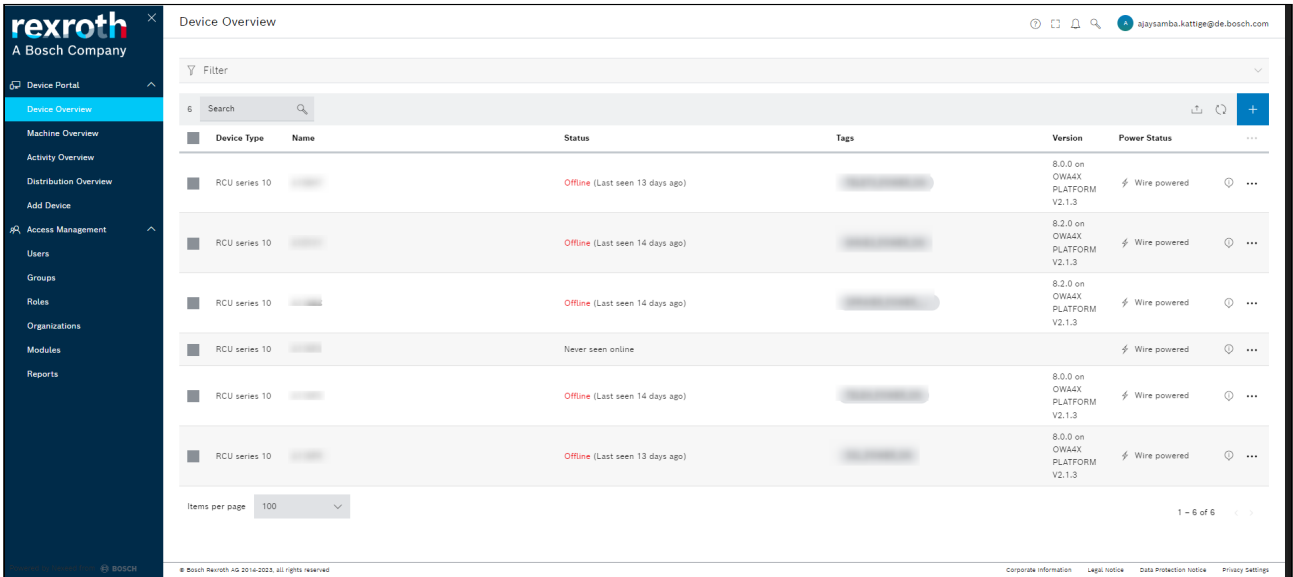 rexroth
A Bosch Company
Device Portal
Device Overview
Machine Overview
Activity Overview
Distribution Overview
Add Device
Access Management
Users
Groups
Roles
Organizations
Modules
Reports
BOSCH
Device Overview
A ajaysamba.kattige@de.bosch.com
Filter
6 Search
Device Type Name Status Tags Version Power Status
RCU series 10 Offline (Last seen 13 days ago) 8.0.0 on OWA4X PLATFORM V2.1.3 Wire powered
RCU series 10 Offline (Last seen 14 days ago) 8.2.0 on OWA4X PLATFORM V2.1.3 Wire powered
RCU series 10 Offline (Last seen 14 days ago) 8.2.0 on OWA4X PLATFORM V2.1.3 Wire powered
RCU series 10 Never seen online Wire powered
RCU series 10 Offline (Last seen 14 days ago) 8.0.0 on OWA4X PLATFORM V2.1.3 Wire powered
RCU series 10 Offline (Last seen 13 days ago) 8.0.0 on OWA4X PLATFORM V2.1.3 Wire powered
Items per page 100
1 – 6 of 6
© Bosch Rexroth AG 2014-2023, all rights reserved Corporate Information Legal Notice Data Protection Notice Privacy Settings